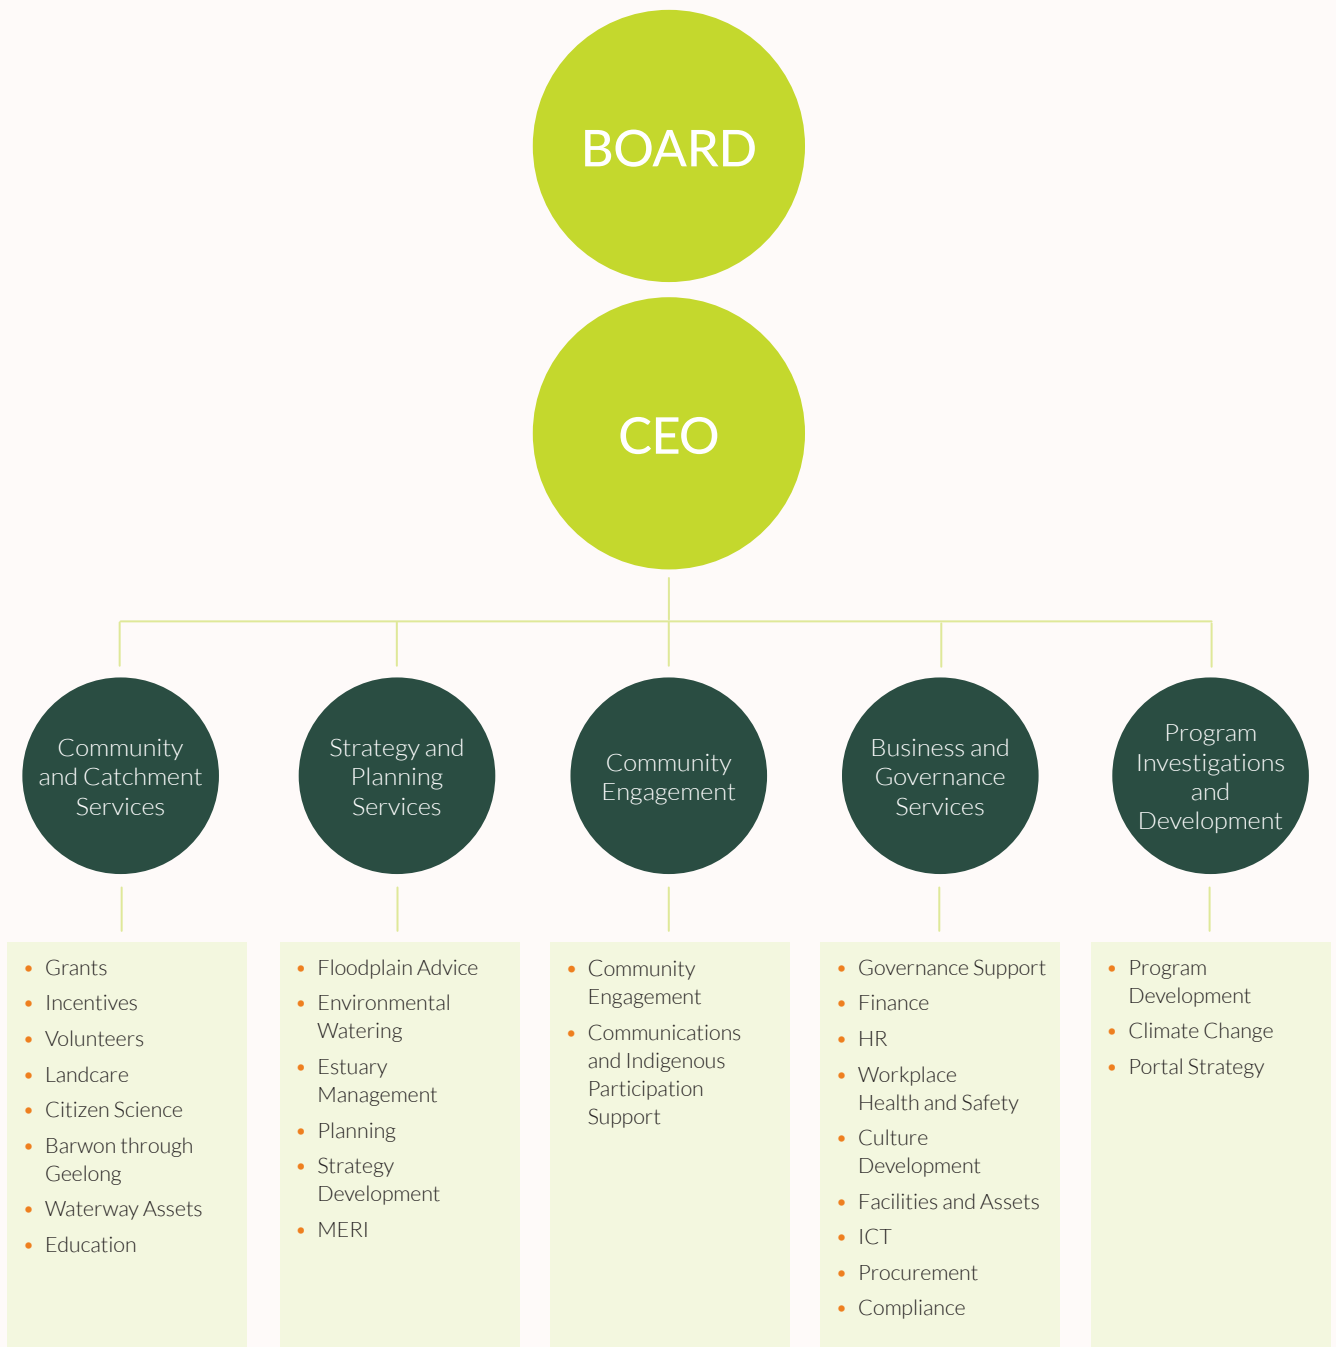 BOARD
CEO
Community
and Catchment
Services
Strategy and
Planning
Services
Community
Engagement
Business and
Governance
Services
Program
Investigations
and
Development
• Grants
• Incentives
• Volunteers
• Landcare
• Citizen Science
• Barwon through
Geelong
• Waterway Assets
• Education
• Floodplain Advice
• Environmental
Watering
• Estuary
Management
• Planning
• Strategy
Development
• MERI
• Community
Engagement
• Communications
and Indigenous
Participation
Support
• Governance Support
• Finance
• HR
• Workplace
Health and Safety
• Culture
Development
• Facilities and Assets
• ICT
• Procurement
• Compliance
• Program
Development
• Climate Change
• Portal Strategy